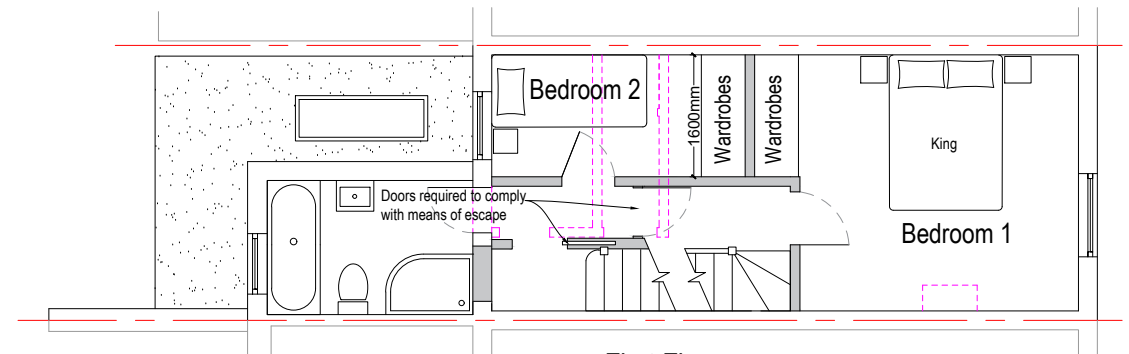 Bedroom 2
1600mm
Wardrobes
Wardrobes
King
Doors required to comply
with means of escape
Bedroom 1